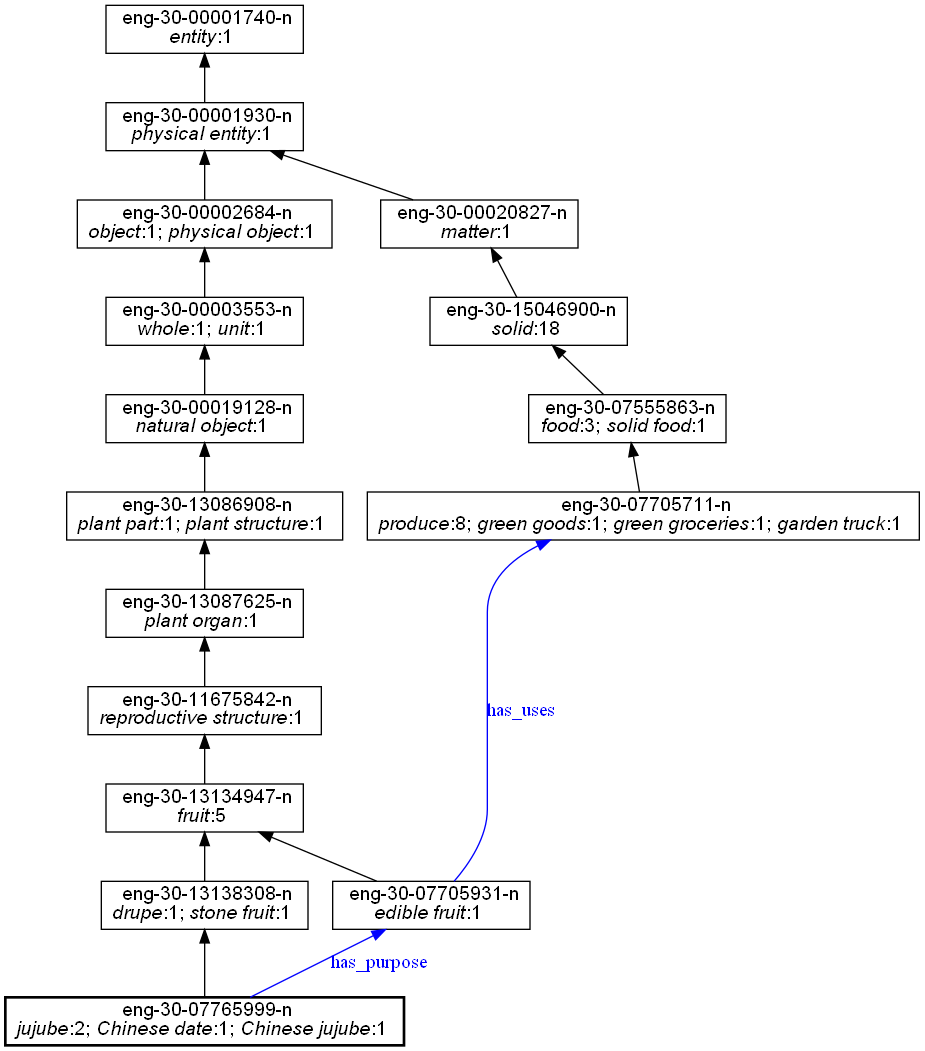 eng-30-00001740-n
entity:1
eng-30-00001930-n
physical entity:1
eng-30-00002684-n
object:1; physical object:1
eng-30-00020827-n
matter:1
eng-30-00003553-n
whole:1; unit:1
eng-30-15046900-n
solid:18
eng-30-00019128-n
natural object:1
eng-30-07555863-n
food:3; solid food:1
eng-30-13086908-n
plant part:1; plant structure:1
eng-30-07705711-n
produce:8; green goods:1; green groceries:1; garden truck:1
eng-30-13087625-n
plant organ:1
eng-30-11675842-n
reproductive structure:1
has_uses
eng-30-13134947-n
fruit:5
eng-30-13138308-n
drupe:1; stone fruit:1
eng-30-07705931-n
edible fruit:1
has_purpose
eng-30-07765999-n
jujube:2; Chinese date:1; Chinese jujube:1